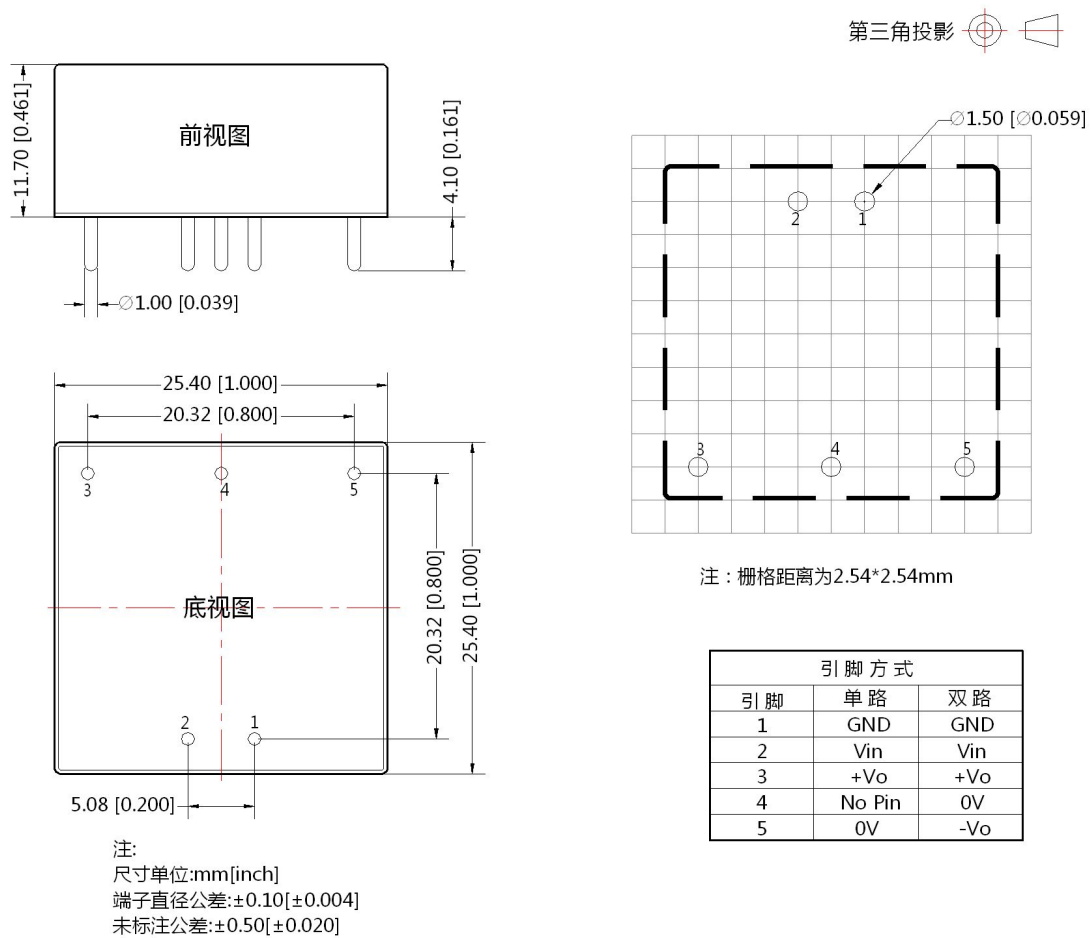 第三角投影
11.70 [0.461]
前视图
4.10 [0.161]
∅1.00 [0.039]
∅1.50 [∅0.059]
2
1
3
4
5
注：栅格距离为2.54*2.54mm
25.40 [1.000]
20.32 [0.800]
3
4
5
底视图
20.32 [0.800]
25.40 [1.000]
2
1
5.08 [0.200]
引脚方式
引脚 单路 双路
1 GND GND
2 Vin Vin
3 +Vo +Vo
4 No Pin 0V
5 0V -Vo
注:
尺寸单位:mm[inch]
端子直径公差:±0.10[±0.004]
未标注公差:±0.50[±0.020]